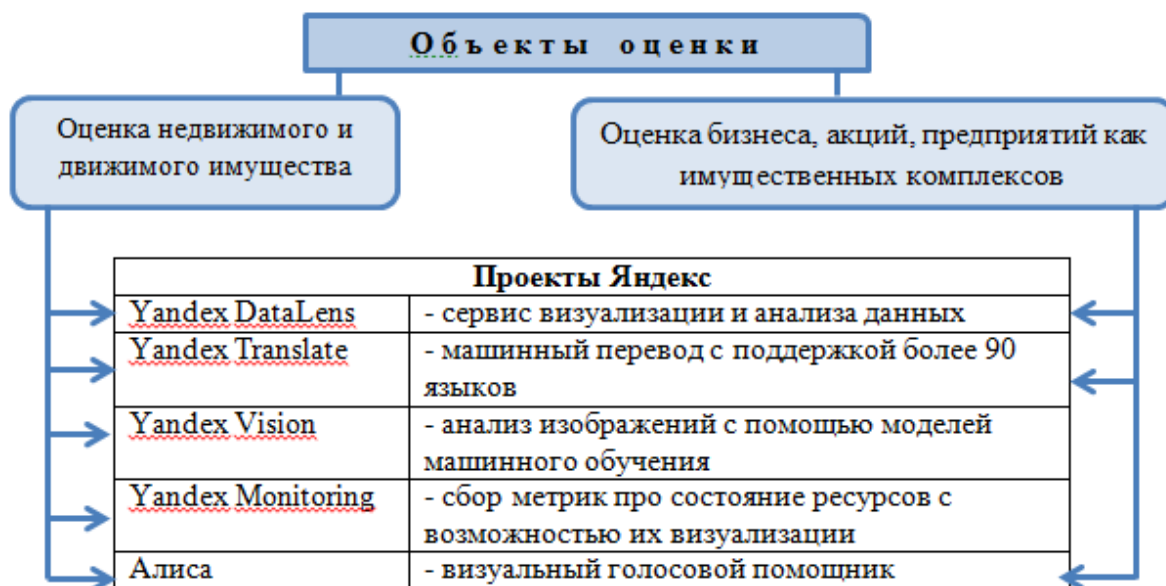 Объекты оценки
Оценка недвижимого и
движимого имущества
Оценка бизнеса, акций, предприятий как
имущественных комплексов
Проекты Яндекс
Yandex DataLens - сервис визуализации и анализа данных
Yandex Translate - машинный перевод с поддержкой более 90
языков
Yandex Vision - анализ изображений с помощью моделей
машинного обучения
Yandex Monitoring - сбор метрик про состояние ресурсов с
возможностью их визуализации
Алиса - визуальный голосовой помощник